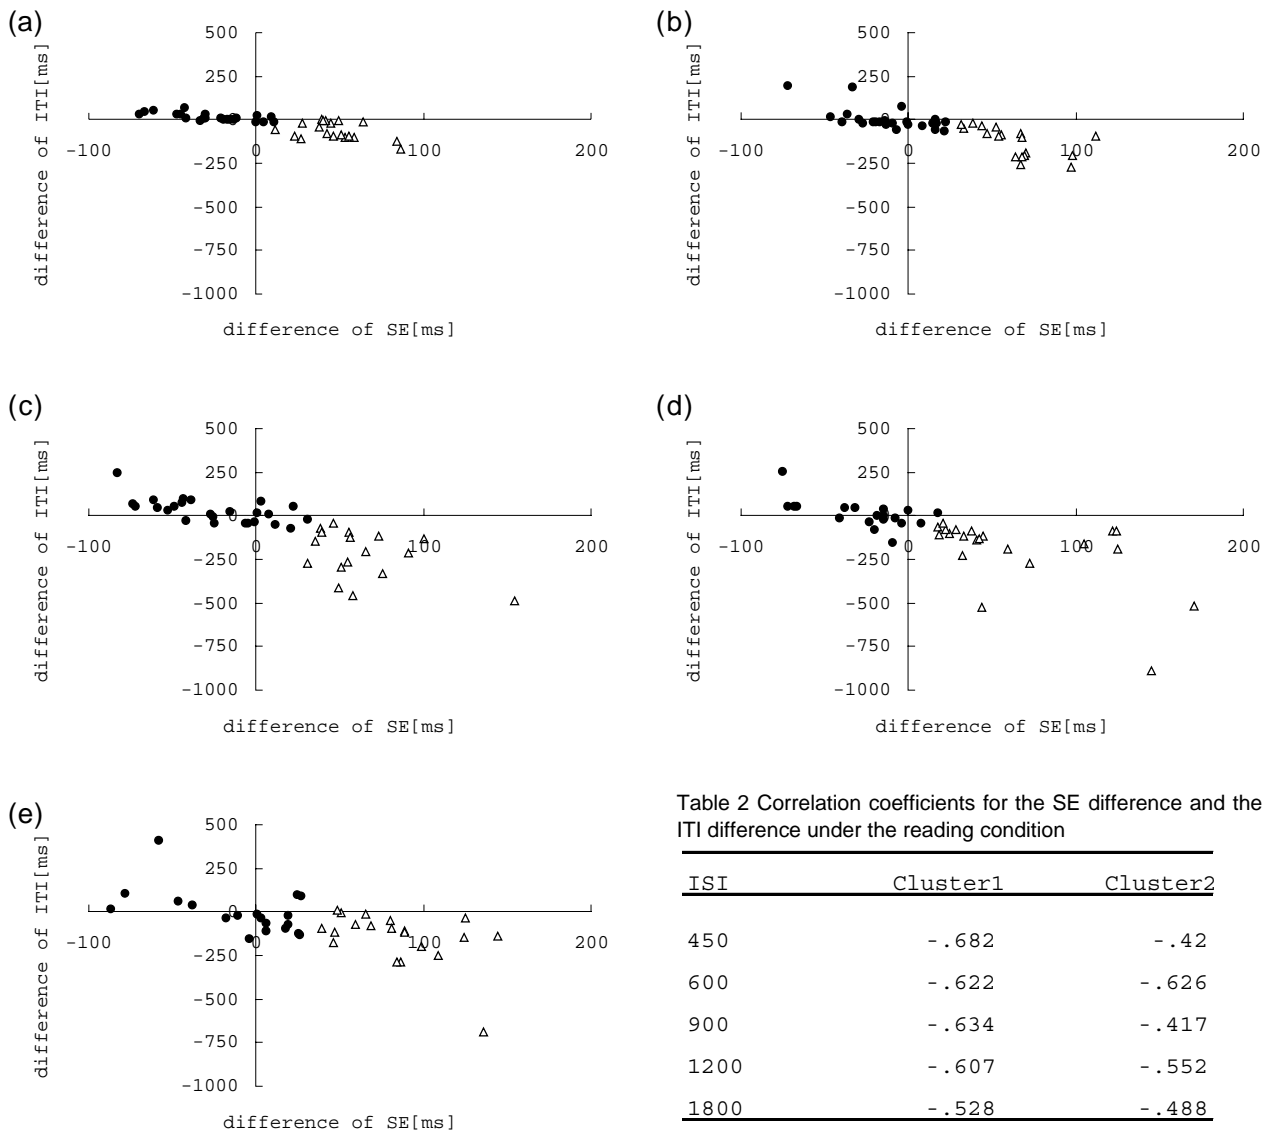 (a)
difference of ITI[ms]
500
250
0
-250
-500
-750
-1000
-100
0
100
200
difference of SE[ms]
(b)
difference of ITI[ms]
500
250
0
-250
-500
-750
-1000
-100
0
100
200
difference of SE[ms]
(c)
difference of ITI[ms]
500
250
0
-250
-500
-750
-1000
-100
0
100
200
difference of SE[ms]
(d)
difference of ITI[ms]
500
250
0
-250
-500
-750
-1000
-100
0
100
200
difference of SE[ms]
(e)
difference of ITI[ms]
500
250
0
-250
-500
-750
-1000
-100
0
100
200
difference of SE[ms]
Table 2 Correlation coefficients for the SE difference and the
ITI difference under the reading condition
ISI Cluster1 Cluster2
450 -.682 -.42
600 -.622 -.626
900 -.634 -.417
1200 -.607 -.552
1800 -.528 -.488